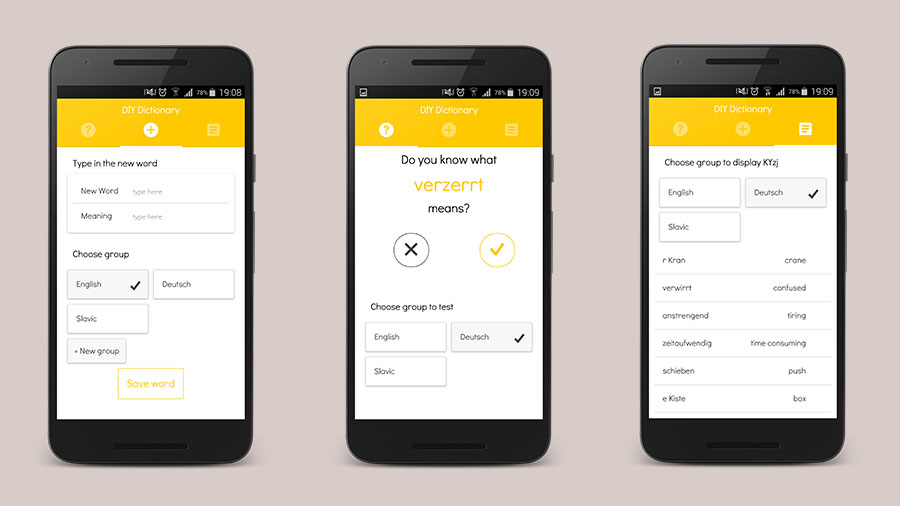 78% 19:08
DIY Dictionary
?
Type in the new word
New Word type here
Meaning type here
Choose group
English Deutsch
Slavic
+ New group
Save word
78% 19:09
DIY Dictionary
?
Do you know what
verzerrt
means?
Choose group to test
English Deutsch
Slavic
78% 19:09
DIY Dictionary
?
Choose group to display KYzj
English Deutsch
Slavic
r Kran crane
verwirrt confused
anstrengend tiring
zeitaufwendig time consuming
schieben push
e Kiste box